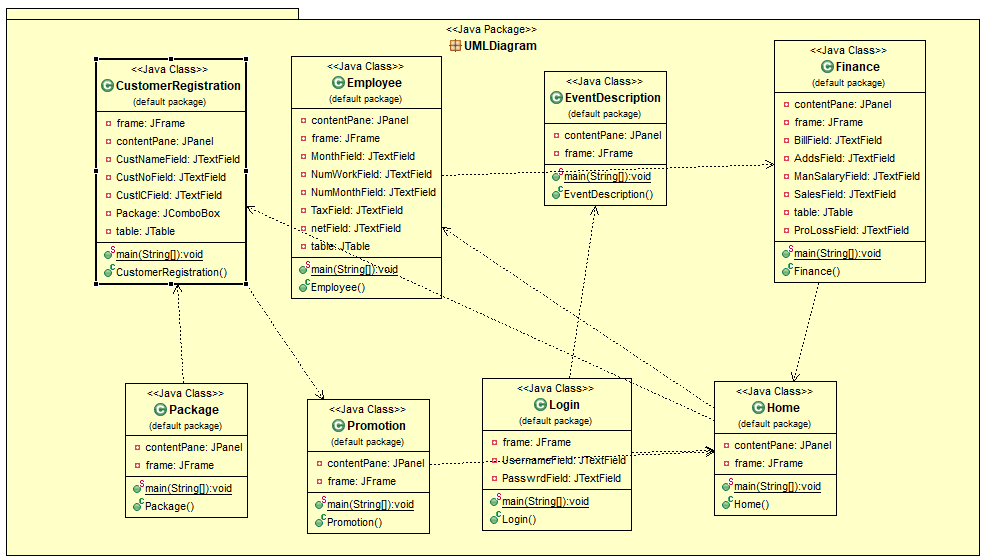 <<Java Package>>
UMLDiagram
<<Java Class>>
CustomerRegistration
(default package)
frame: JFrame
contentPane: JPanel
CustNameField: JTextField
CustNoField: JTextField
CustICField: JTextField
Package: JComboBox
table: JTable
main(String[]):void
CustomerRegistration()
<<Java Class>>
Employee
(default package)
contentPane: JPanel
frame: JFrame
MonthField: JTextField
NumWorkField: JTextField
NumMonthField: JTextField
TaxField: JTextField
netField: JTextField
table: JTable
main(String[]):void
Employee()
<<Java Class>>
EventDescription
(default package)
contentPane: JPanel
frame: JFrame
main(String[]):void
EventDescription()
<<Java Class>>
Finance
(default package)
contentPane: JPanel
frame: JFrame
BillField: JTextField
AddsField: JTextField
ManSalaryField: JTextField
SalesField: JTextField
table: JTable
ProLossField: JTextField
main(String[]):void
Finance()
<<Java Class>>
Package
(default package)
contentPane: JPanel
frame: JFrame
main(String[]):void
Package()
<<Java Class>>
Promotion
(default package)
contentPane: JPanel
frame: JFrame
main(String[]):void
Promotion()
<<Java Class>>
Login
(default package)
frame: JFrame
UsernameField: JTextField
PasswrdField: JTextField
main(String[]):void
Login()
<<Java Class>>
Home
(default package)
contentPane: JPanel
frame: JFrame
main(String[]):void
Home()